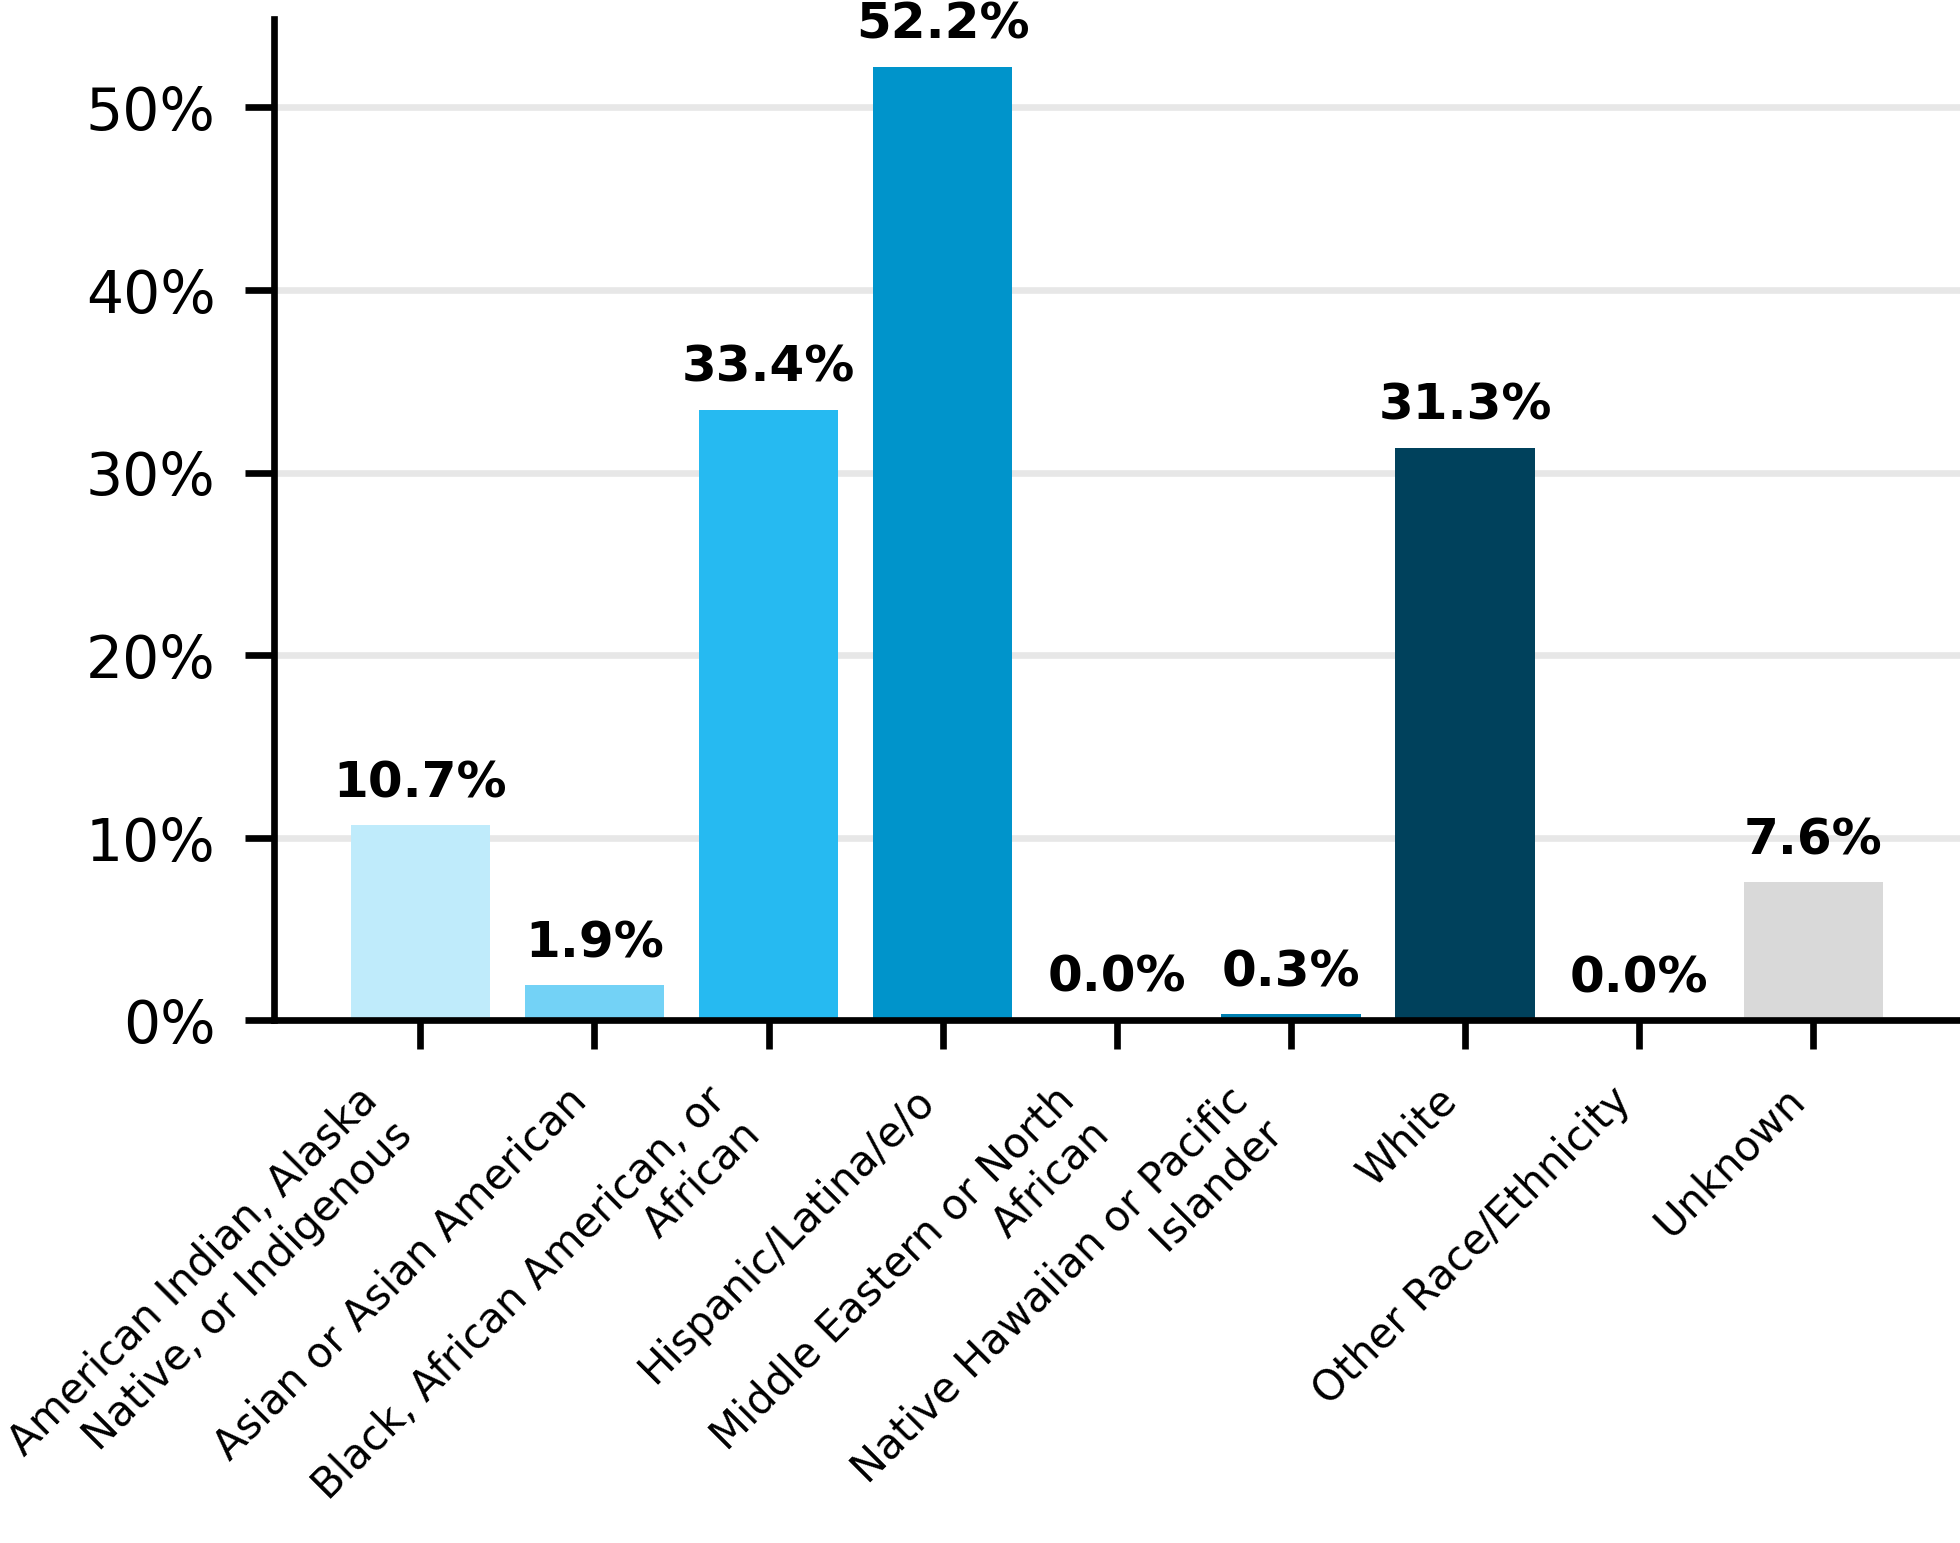 52.2%
50%
40%
33.4%
31.3%
30%
20%
10.7%
10%
7.6%
1.9%
0.0%
0.3%
0.0%
0%
American Indian, Alaska
Native, or Indigenous
Asian or Asian American
Black, African American, or
African
Hispanic/Latina/e/o
Middle Eastern or North
African
Native Hawaiian or Pacific
Islander
White
Other Race/Ethnicity
Unknown